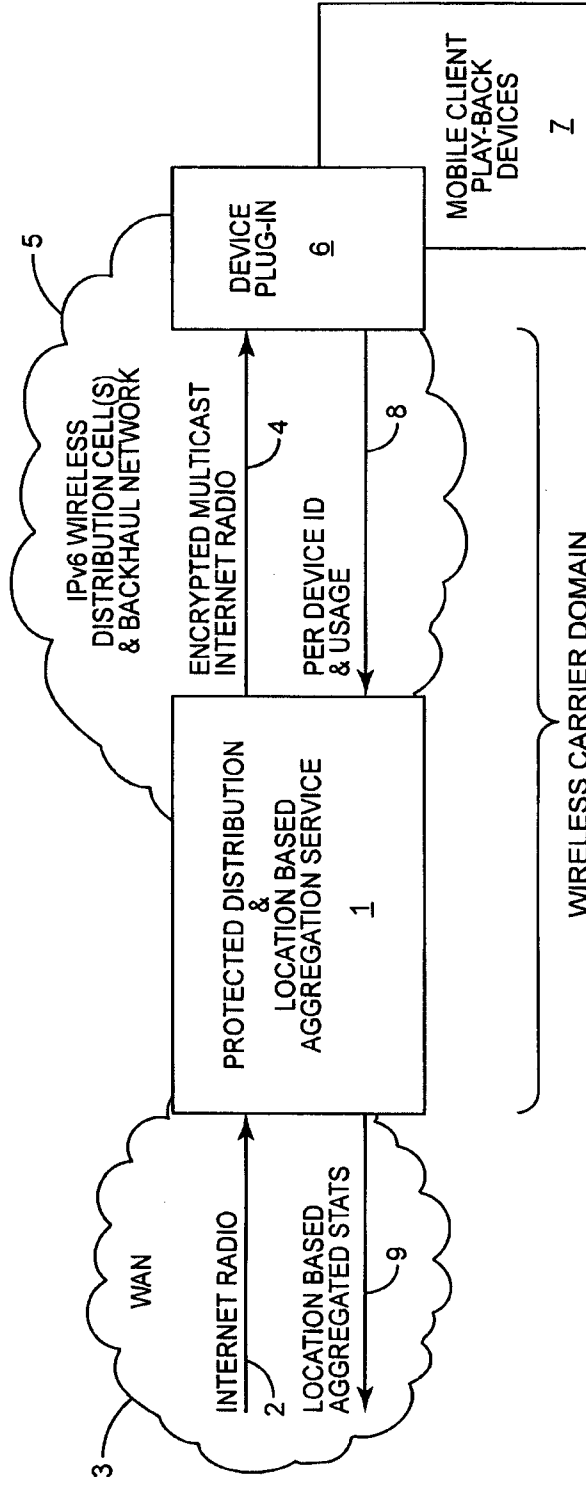 3
WAN
INTERNET RADIO
2
LOCATION BASED
AGGREGATED STATS
9
PROTECTED DISTRIBUTION
&
LOCATION BASED
AGGREGATION SERVICE
1
IPv6 WIRELESS
DISTRIBUTION CELL(S)
& BACKHAUL NETWORK
5
ENCRYPTED MULTICAST
INTERNET RADIO
4
PER DEVICE ID
& USAGE
8
DEVICE
PLUG-IN
6
MOBILE CLIENT
PLAY-BACK
DEVICES
7
WIRELESS CARRIER DOMAIN